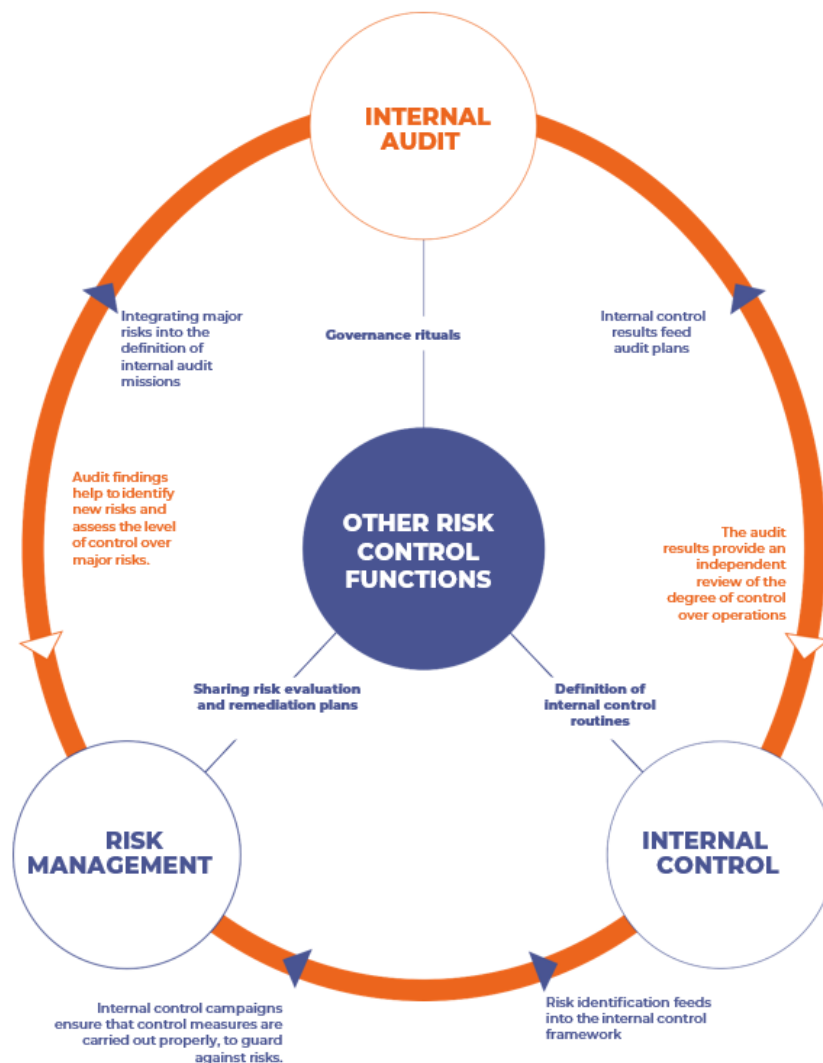 INTERNAL
AUDIT
Integrating major
risks into the
definition of
internal audit
missions
Governance rituals
Internal control
results feed
audit plans
Audit findings
help to identify
new risks and
assess the level
of control over
major risks.
OTHER RISK
CONTROL
FUNCTIONS
The audit
results provide an
independent
review of the
degree of control
over operations
Sharing risk evaluation
and remediation plans
Definition of
internal control
routines
RISK
MANAGEMENT
INTERNAL
CONTROL
Internal control campaigns
ensure that control measures are
carried out properly, to guard
against risks.
Risk identification feeds
into the internal control
framework